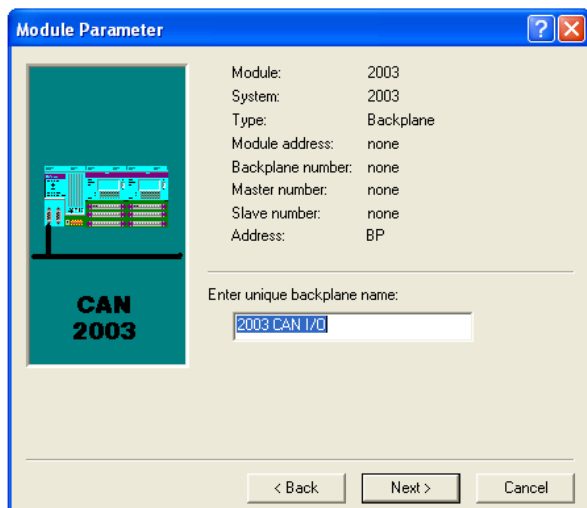 Module Parameter
Module: 2003
System: 2003
Type: Backplane
Module address: none
Backplane number: none
Master number: none
Slave number: none
Address: BP
CAN
2003
Enter unique backplane name:
2003 CAN I/O
< Back Next > Cancel